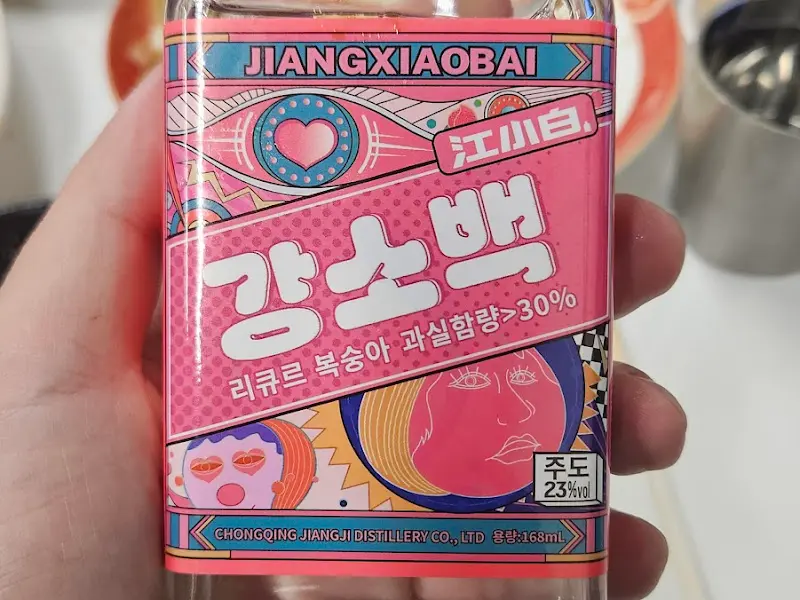 JIANGXIAOBAI
江小白
강소백
리큐르 복숭아 과실함량>30%
주도
23%vol
CHONGQING JIANGJI DISTILLERY CO., LTD 용량:168mL